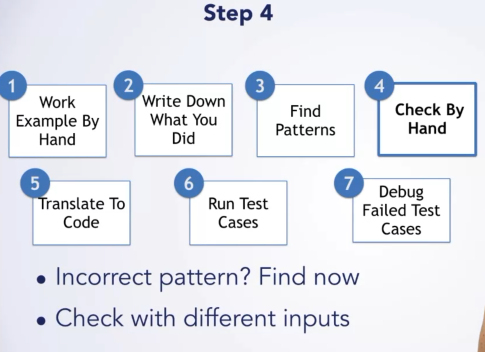 Step 4
1
Work
Example By
Hand
2
Write Down
What You
Did
3
Find
Patterns
4
Check By
Hand
5
Translate To
Code
6
Run Test
Cases
7
Debug
Failed Test
Cases
• Incorrect pattern? Find now
• Check with different inputs